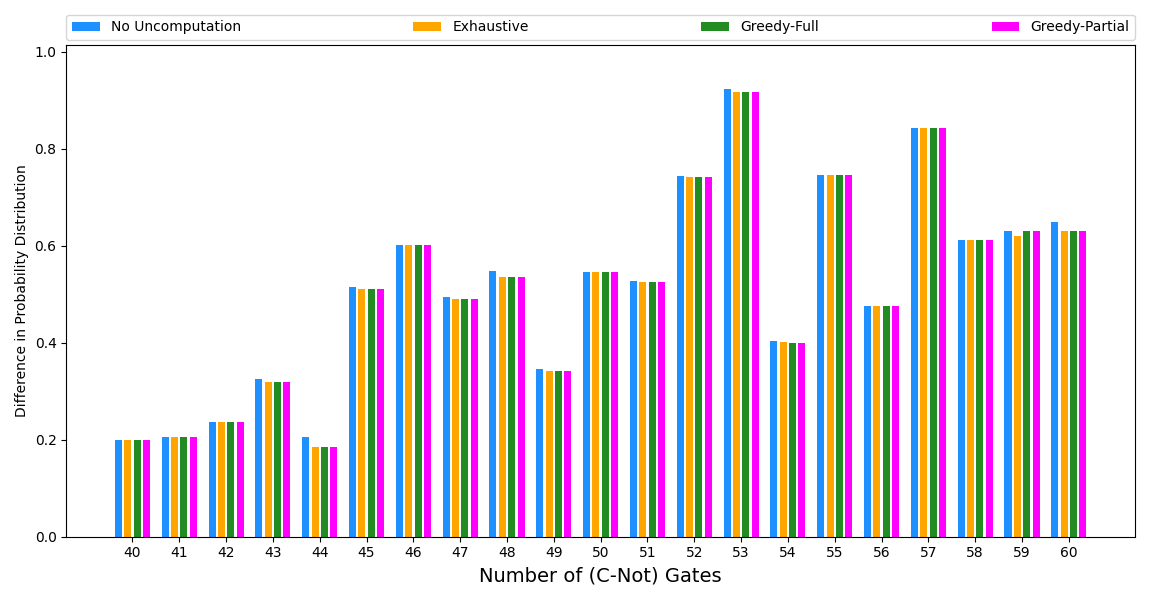 No Uncomputation Exhaustive Greedy-Full Greedy-Partial
1.0
0.8
0.6
0.4
0.2
0.0
Difference in Probability Distribution
40 41 42 43 44 45 46 47 48 49 50 51 52 53 54 55 56 57 58 59 60
Number of (C-Not) Gates